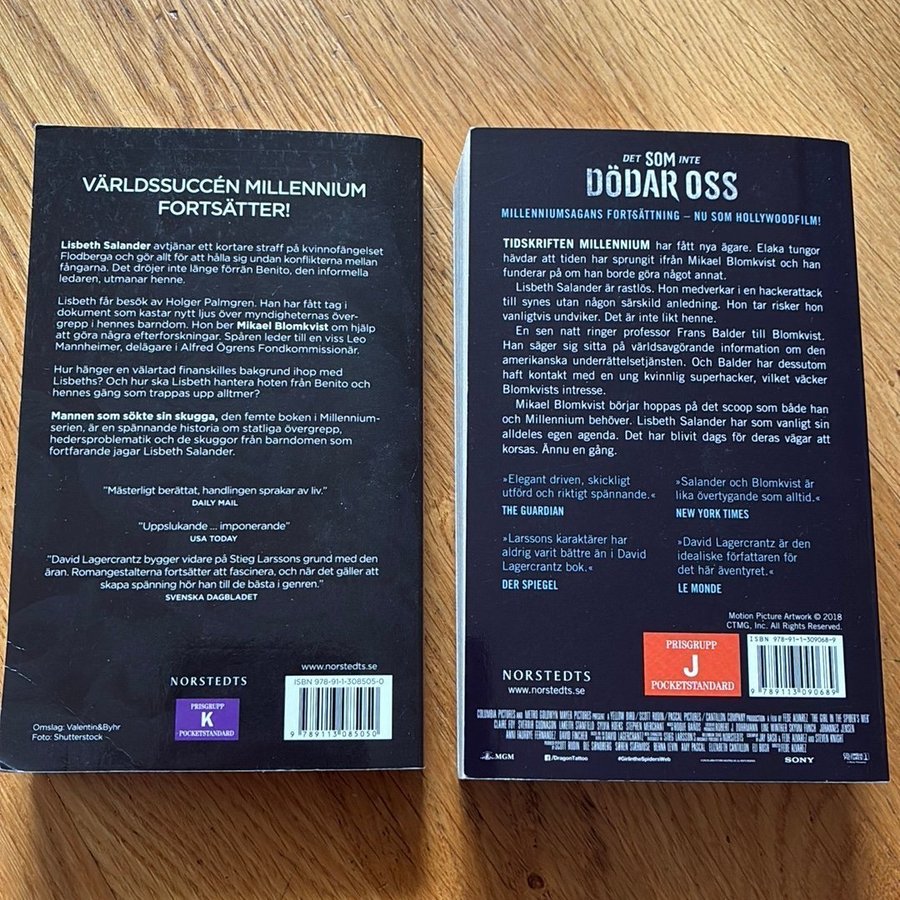 VÄRLDSSUCCÉN MILLENNIUM
FORTSÄTTER!
Lisbeth Salander avtjänar ett kortare straff på kvinnofängelset
Flodberga och gör allt för att hålla sig undan konflikterna mellan
fångarna. Det dröjer inte länge förrän Benito, den informella
ledaren, utmanar henne.
Lisbeth får besök av Holger Palmgren. Han har fått tag i
dokument som kastar nytt ljus över myndigheternas över-
grepp i hennes barndom. Hon ber Mikael Blomkvist om hjälp
att göra några efterforskningar. Spåren leder till en viss Leo
Mannheimer, delägare i Alfred Ögrens Fondkommissionär.
Hur hänger en välartad finanskilles bakgrund ihop med
Lisbeths? Och hur ska Lisbeth hantera hoten från Benito och
hennes gäng som trappas upp alltmer?
Mannen som sökte sin skugga, den femte boken i Millennium-
serien, är en spännande historia om statliga övergrepp,
hedersproblematik och de skuggor från barndomen som
fortfarande jagar Lisbeth Salander.
"Mästerligt berättat, handlingen sprakar av liv."
DAILY MAIL
"Uppslukande ... imponerande"
USA TODAY
"David Lagercrantz bygger vidare på Stieg Larssons grund med den
äran. Romangestalterna fortsätter att fascinera, och när det gäller att
skapa spänning hör han till de bästa i genren."
SVENSKA DAGBLADET
www.norstedts.se
NORSTEDTS
ISBN 978-91-1-308505-0
PRISGRUPP
K
POCKETSTANDARD
9 789113 085050
Omslag: Valentin&Byhr
Foto: Shutterstock
DET SOM INTE
DÖDAR OSS
MILLENNIUMSAGANS FORTSÄTTNING – NU SOM HOLLYWOODFILM!
TIDSKRIFTEN MILLENNIUM har fått nya ägare. Elaka tungor
hävdar att tiden har sprungit ifrån Mikael Blomkvist och han
funderar på om han borde göra något annat.
Lisbeth Salander är rastlös. Hon medverkar i en hackerattack
till synes utan någon särskild anledning. Hon tar risker hon
vanligtvis undviker. Det är inte likt henne.
En sen natt ringer professor Frans Balder till Blomkvist.
Han säger sig sitta på världsavgörande information om den
amerikanska underrättelsetjänsten. Och Balder har dessutom
haft kontakt med en ung kvinnlig superhacker, vilket väcker
Blomkvists intresse.
Mikael Blomkvist börjar hoppas på det scoop som både han
och Millennium behöver. Lisbeth Salander har som vanligt sin
alldeles egen agenda. Det har blivit dags för deras vägar att
korsas. Ännu en gång.
»Elegant driven, skickligt
utförd och riktigt spännande.«
THE GUARDIAN
»Salander och Blomkvist är
lika övertygande som alltid.«
NEW YORK TIMES
»Larssons karaktärer har
aldrig varit bättre än i David
Lagercrantz bok.«
DER SPIEGEL
»David Lagercrantz är den
idealiske författaren för
det här äventyret.«
LE MONDE
Motion Picture Artwork © 2018
CTMG, Inc. All Rights Reserved.
NORSTEDTS
www.norstedts.se
PRISGRUPP
J
POCKETSTANDARD
ISBN 978-91-1-309068-9
9 789113 090689
MGM
/DragonTattoo
#GirlintheSpidersWeb
SONY